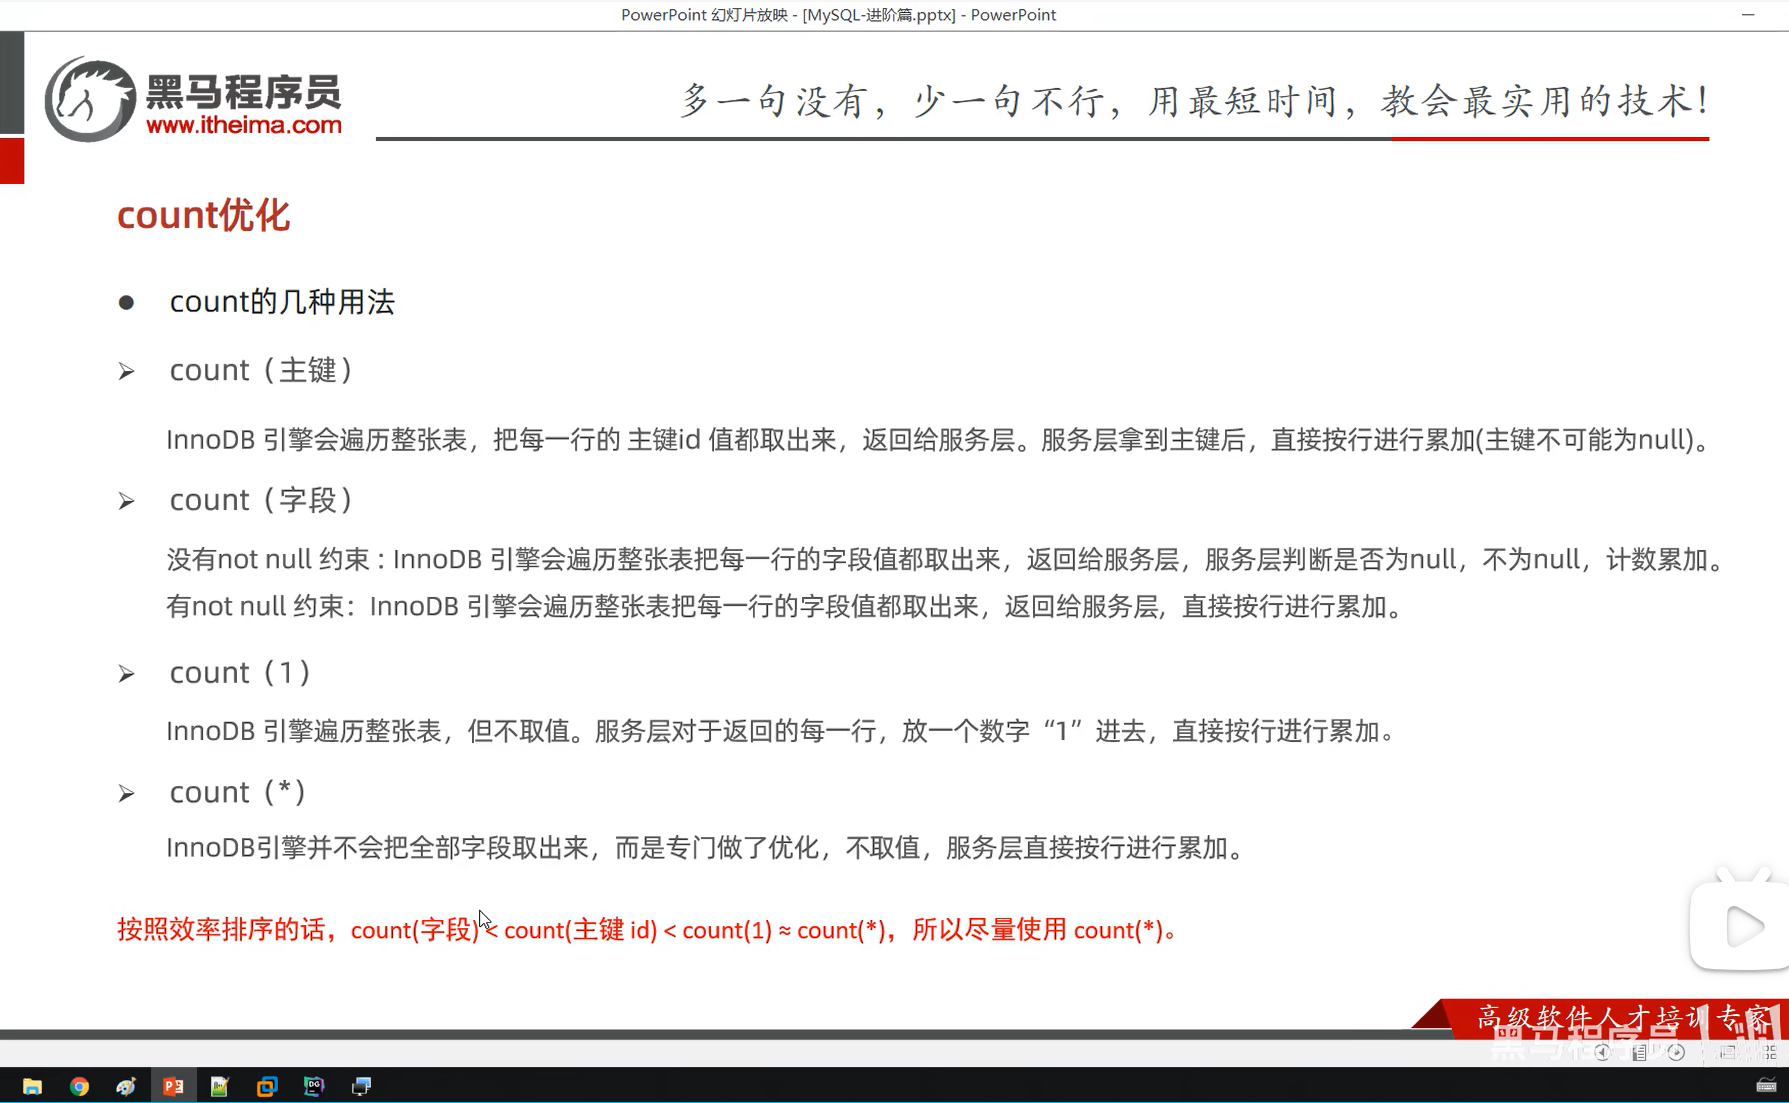 PowerPoint 幻灯片放映 - [MySQL-进阶篇.pptx] - PowerPoint
黑马程序员
www.itheima.com
多一句没有，少一句不行，用最短时间，教会最实用的技术！
count优化
count的几种用法
count（主键）
InnoDB 引擎会遍历整张表，把每一行的 主键id 值都取出来，返回给服务层。服务层拿到主键后，直接按行进行累加(主键不可能为null)。
count（字段）
没有not null 约束 : InnoDB 引擎会遍历整张表把每一行的字段值都取出来，返回给服务层，服务层判断是否为null，不为null，计数累加。
有not null 约束：InnoDB 引擎会遍历整张表把每一行的字段值都取出来，返回给服务层，直接按行进行累加。
count（1）
InnoDB 引擎遍历整张表，但不取值。服务层对于返回的每一行，放一个数字“1”进去，直接按行进行累加。
count（*）
InnoDB引擎并不会把全部字段取出来，而是专门做了优化，不取值，服务层直接按行进行累加。
按照效率排序的话，count(字段) < count(主键 id) < count(1) ≈ count(*)，所以尽量使用 count(*)。
高级软件人才培训专家
黑马程序员